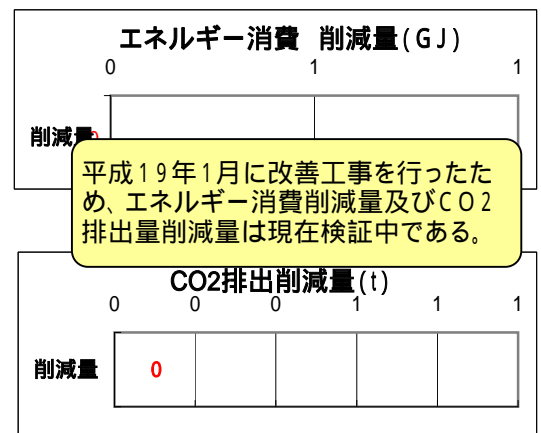 エネルギー消費 削減量(GJ)
0 1 1
削減量 0
平成19年1月に改善工事を行ったた
め、エネルギー消費削減量及びCO2
排出量削減量は現在検証中である。
CO2排出削減量(t)
0 0 0 1 1 1
削減量 0